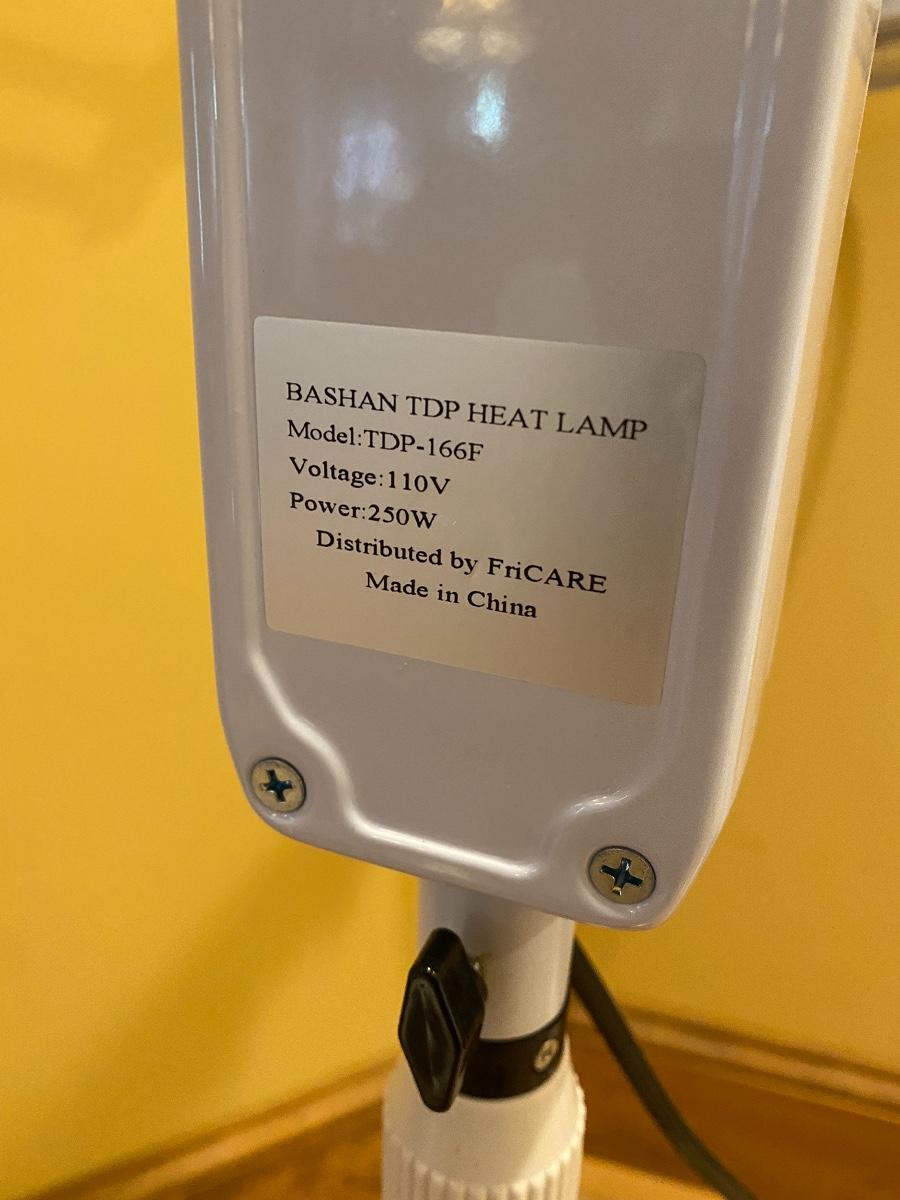 BASHAN TDP HEAT LAMP
Model:TDP-166F
Voltage:110V
Power:250W
Distributed by FriCARE
Made in China